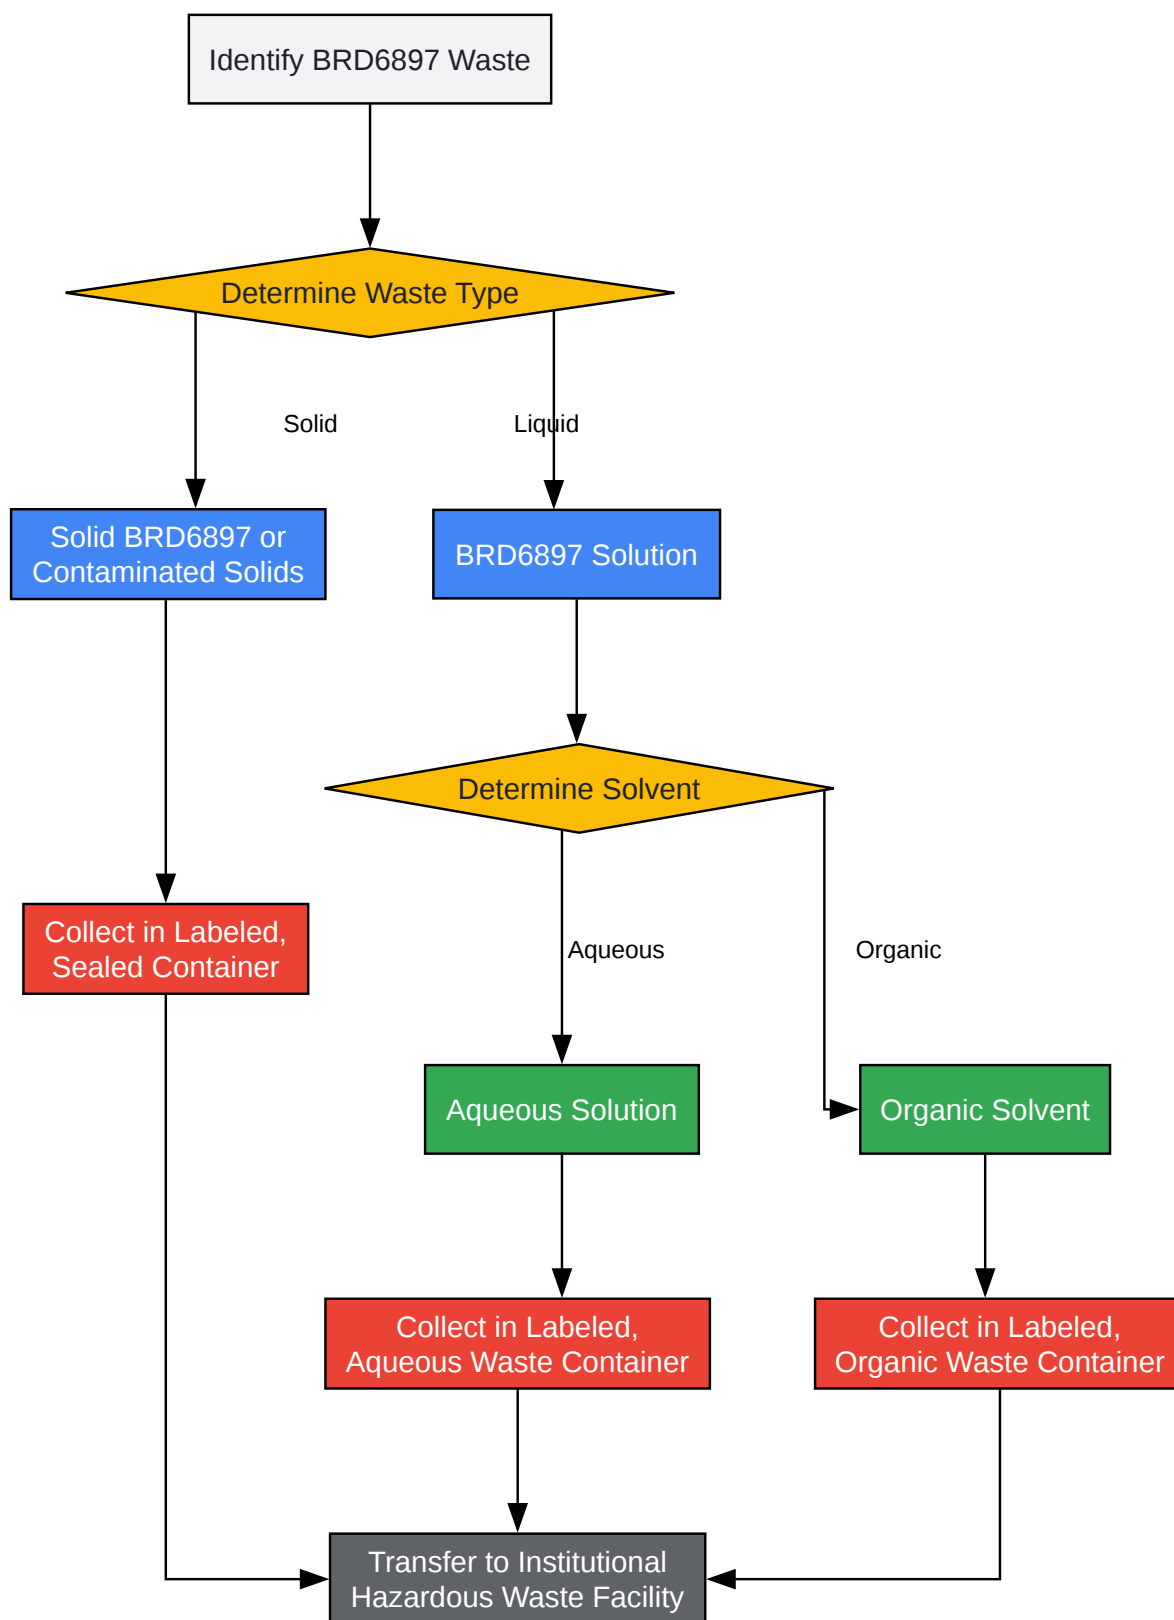 Identify BRD6897 Waste
Determine Waste Type
Solid
Liquid
Solid BRD6897 or
Contaminated Solids
BRD6897 Solution
Determine Solvent
Collect in Labeled,
Sealed Container
Aqueous
Organic
Aqueous Solution
Organic Solvent
Collect in Labeled,
Aqueous Waste Container
Collect in Labeled,
Organic Waste Container
Transfer to Institutional
Hazardous Waste Facility